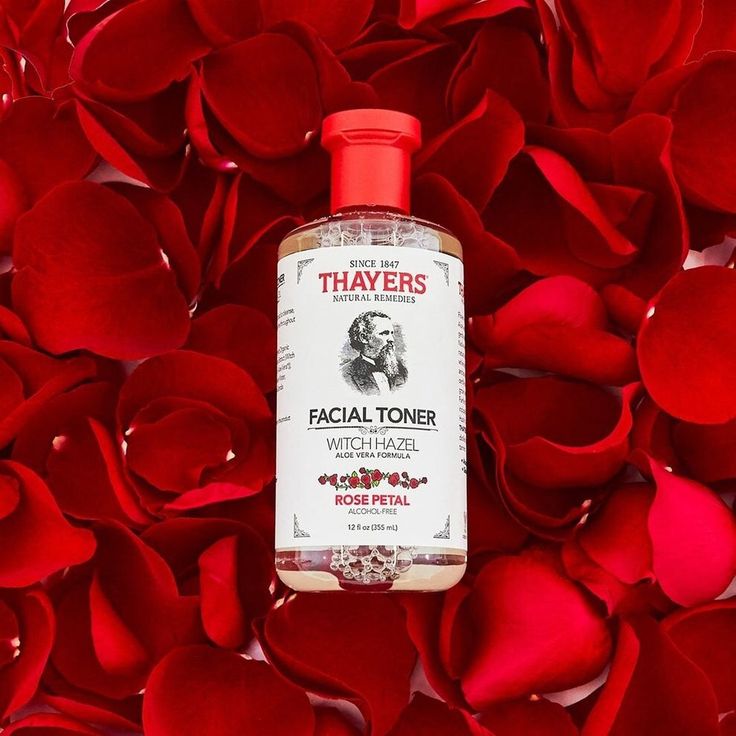 SINCE 1847
THAYERS®
NATURAL REMEDIES
FACIAL TONER
WITCH HAZEL
ALOE VERA FORMULA
ROSE PETAL
ALCOHOL-FREE
12 fl oz (355 mL)